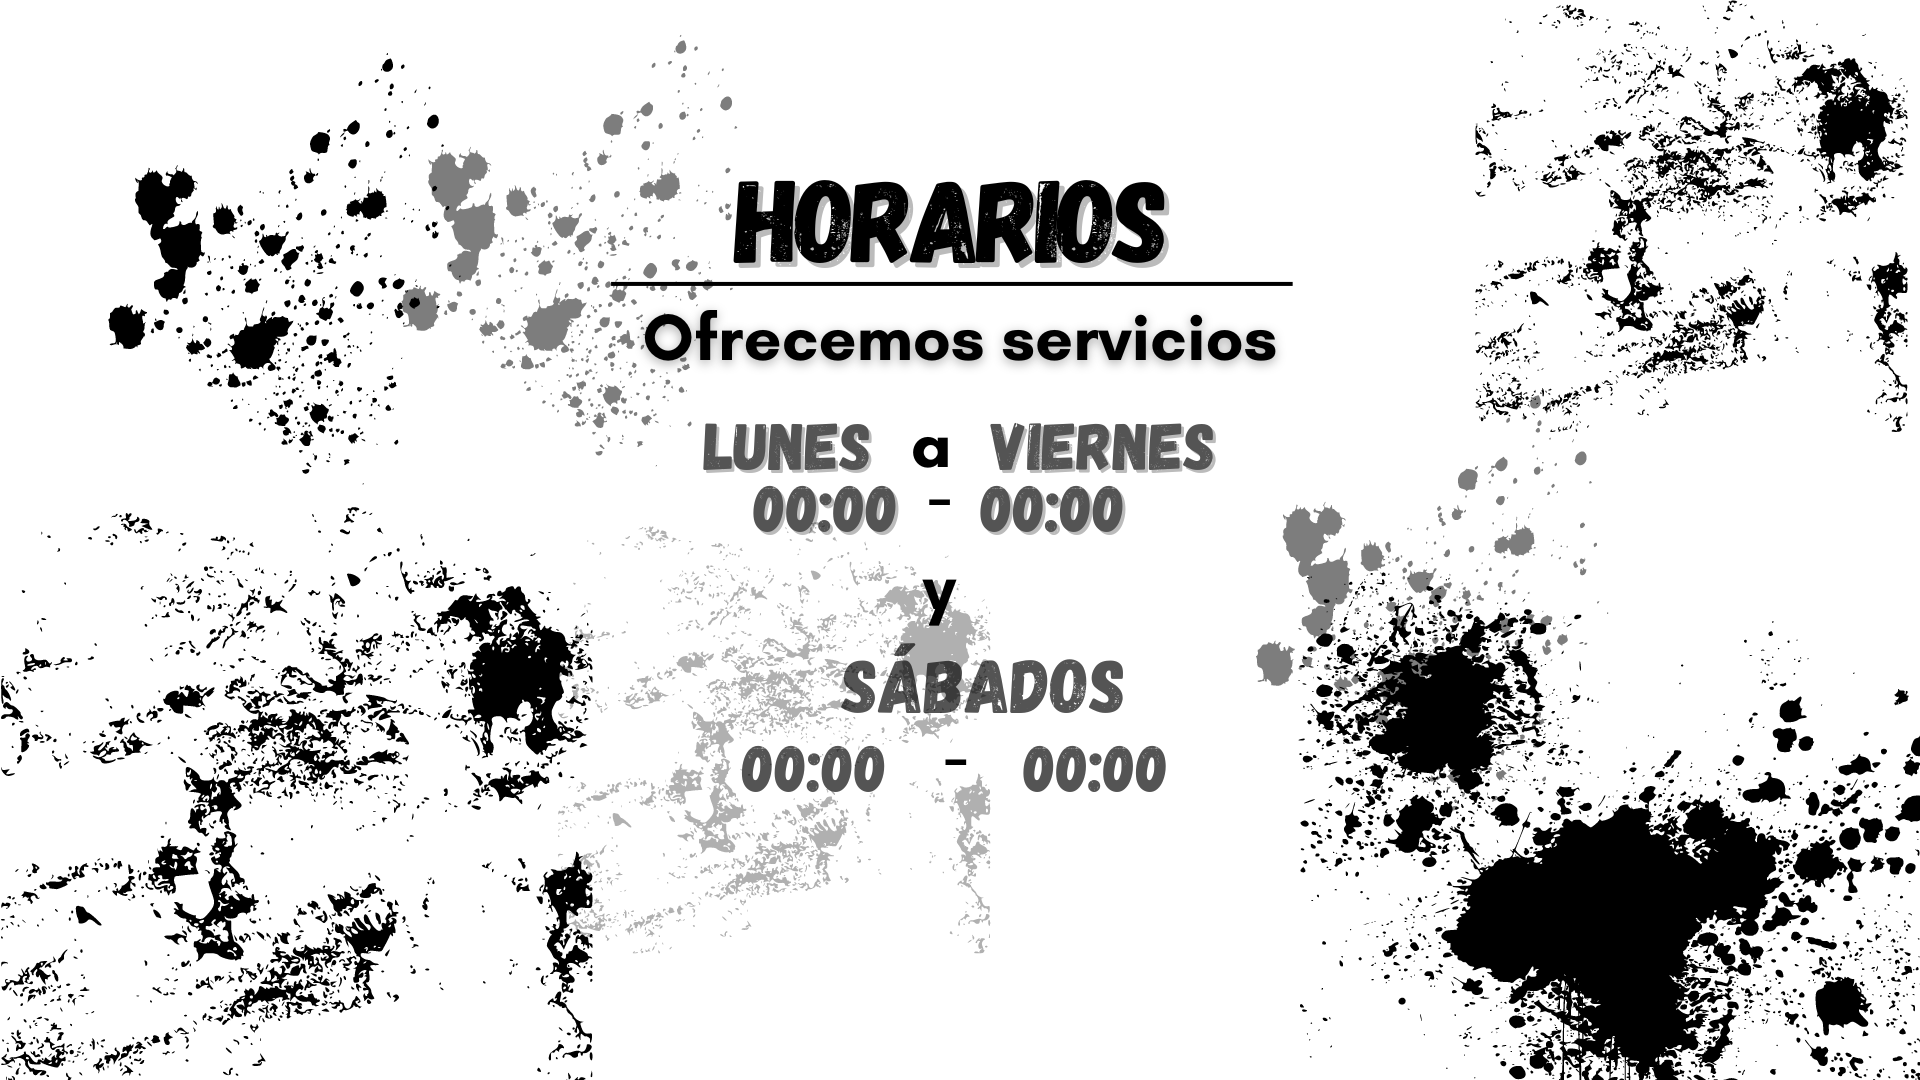 HORARIOS
Ofrecemos servicios
LUNES a VIERNES
00:00 - 00:00
y
SÁBADOS
00:00 - 00:00